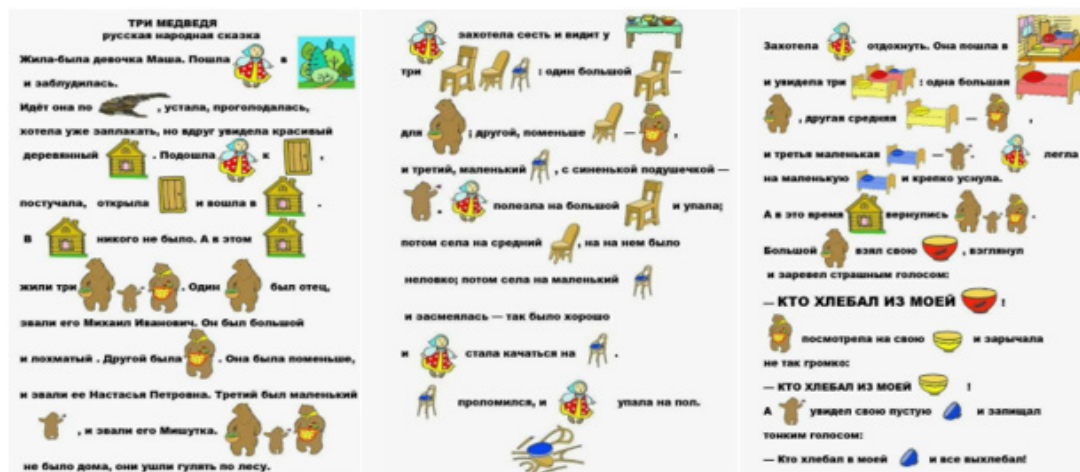 ТРИ МЕДВЕДЯ
русская народная сказка
Жила-была девочка Маша. Пошла в
и заблудилась.
Идёт она по , устала, проголодалась,
хотела уже заплакать, но вдруг увидела красивый
деревянный . Подошла к ,
постучала, открыла и вошла в .
В никого не было. А в этом
жили три . Один был отец,
звали его Михаил Иванович. Он был большой
и лохматый . Другой была . Она была поменьше,
и звали ее Настасья Петровна. Третий был маленький
, и звали его Мишутка.
не было дома, они ушли гулять по лесу.
захотела сесть и видит у
три : один большой —
для ; другой, поменьше — ,
и третий, маленький , с синенькой подушечкой —
. полезла на большой и упала;
потом села на средний , на на нем было
неловко; потом села на маленький
и засмеялась — так было хорошо
и стала качаться на .
проломился, и упала на пол.
Захотела отдохнуть. Она пошла в
и увидела три : одна большая
, другая средняя — ,
и третья маленькая — . легла
на маленькую и крепко уснула.
А в это время вернулись .
Большой взял свою , взглянул
и заревел страшным голосом:
— КТО ХЛЕБАЛ ИЗ МОЕЙ !
посмотрела на свою и зарычала
не так громко:
— КТО ХЛЕБАЛ ИЗ МОЕЙ !
А увидел свою пустую и запищал
тонким голосом:
— Кто хлебал в моей и все выхлебал!